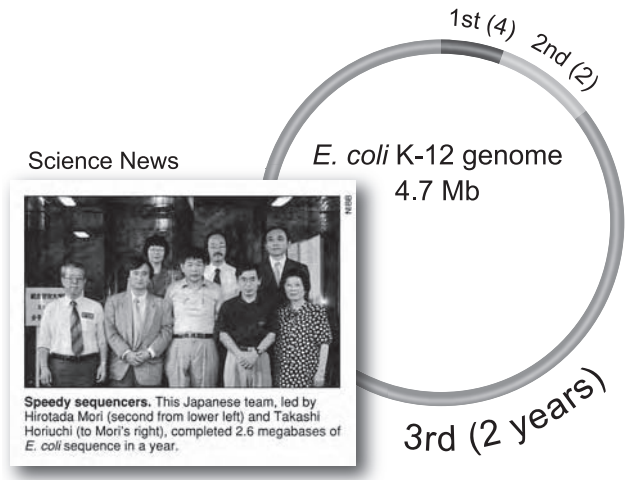 1st (4)
2nd (2)
E. coli K-12 genome
4.7 Mb
Science News
NIBB
Speedy sequencers. This Japanese team, led by
Hirotada Mori (second from lower left) and Takashi
Horiuchi (to Mori's right), completed 2.6 megabases of
E. coli sequence in a year.
3rd (2 years)